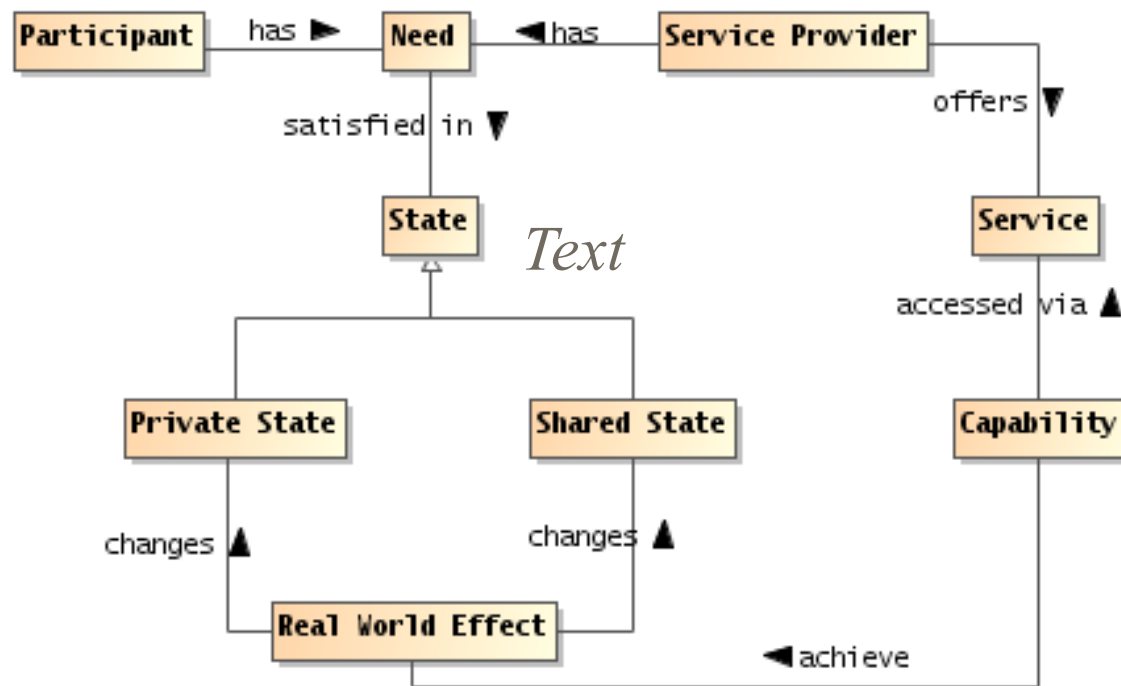 Participant
has
Need
has
Service Provider
satisfied in
offers
State
Text
Service
accessed via
Private State
Shared State
Capability
changes
changes
Real World Effect
achieve